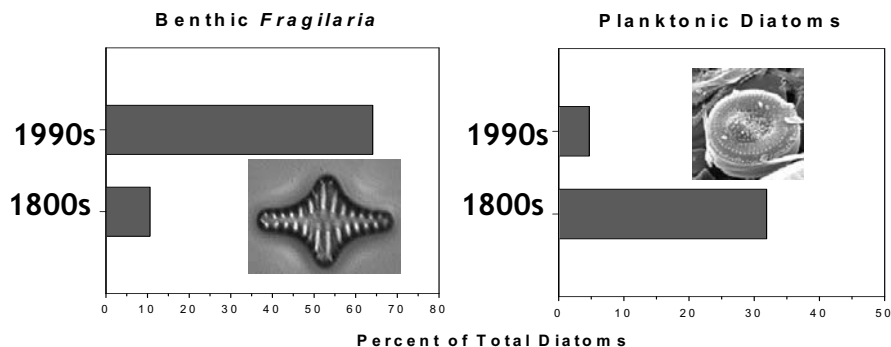 Benthic Fragilaria
1990s
1800s
0 10 20 30 40 50 60 70 80
Planktonic Diatoms
1990s
1800s
0 10 20 30 40 50
Percent of Total Diatoms